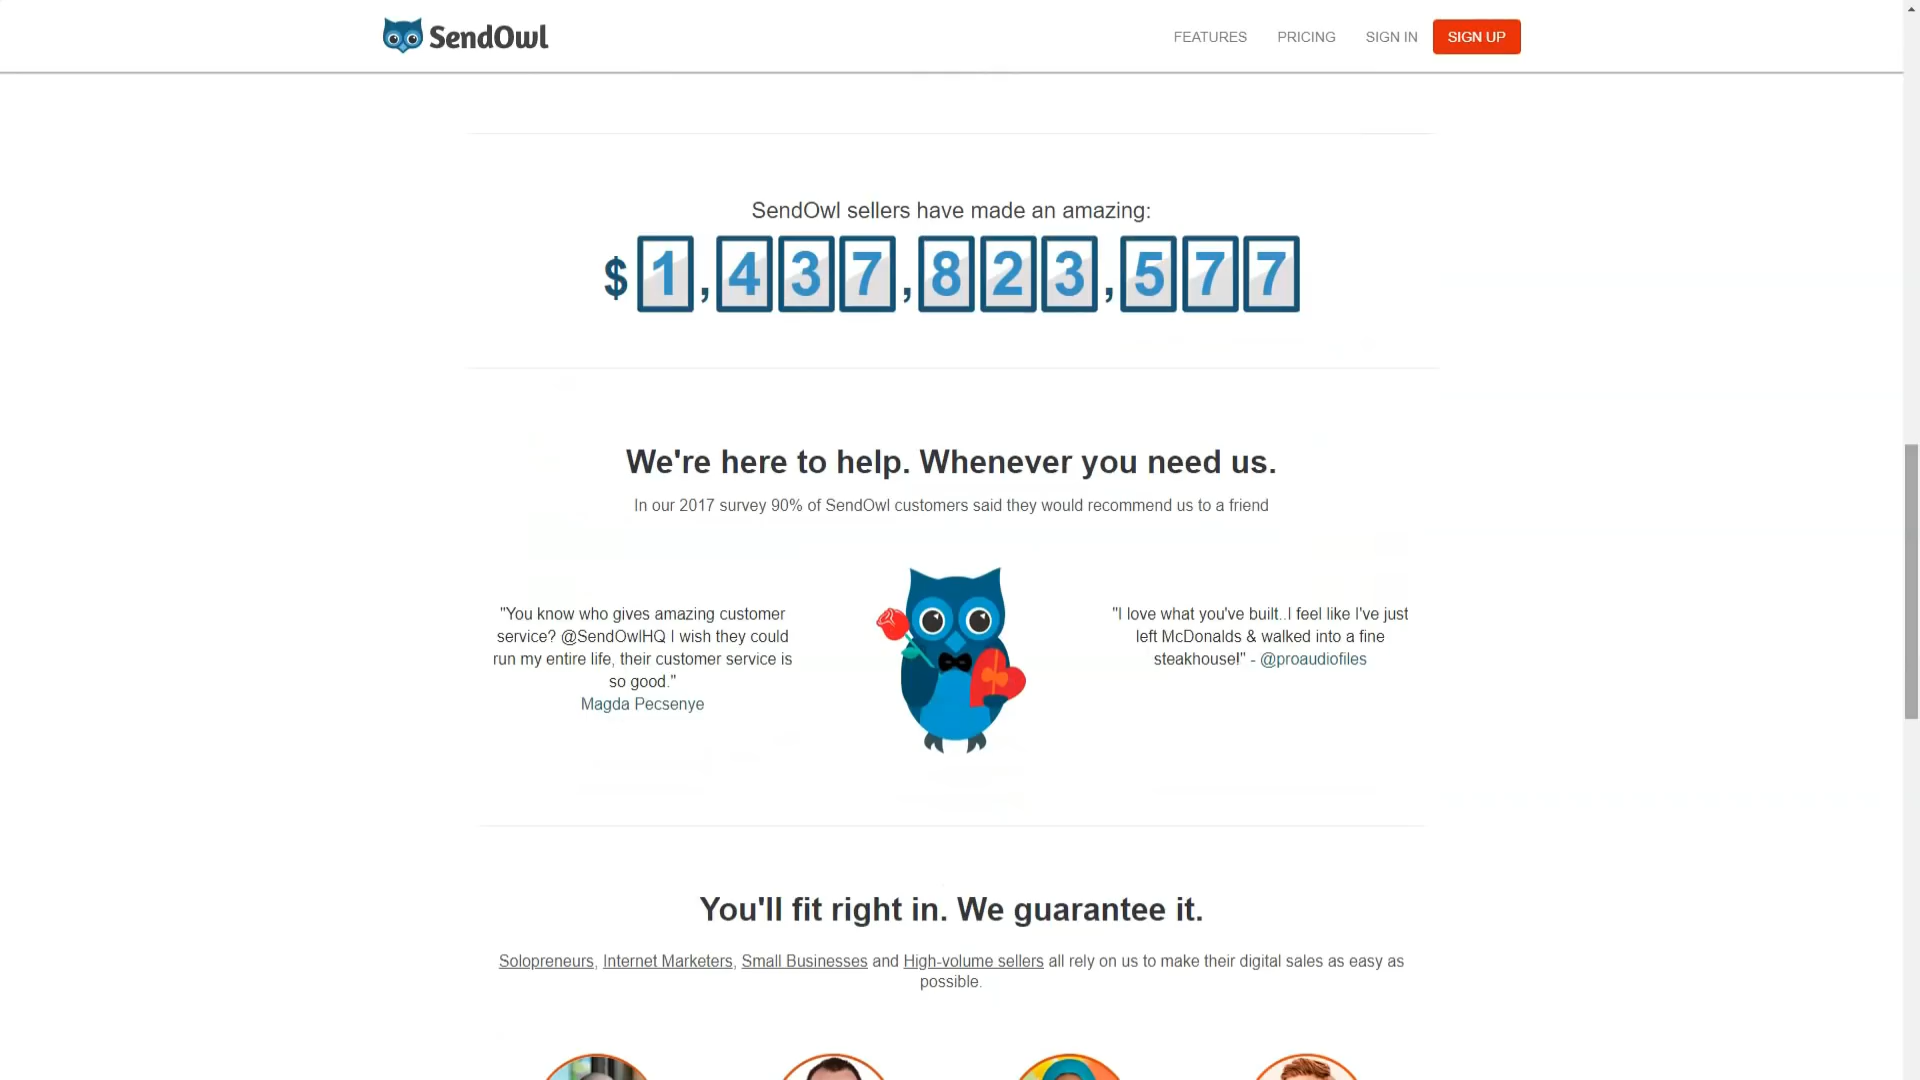 SendOwl
FEATURES
PRICING
SIGN IN
SIGN UP
SendOwl sellers have made an amazing:
$1,437,823,577
We're here to help. Whenever you need us.
In our 2017 survey 90% of SendOwl customers said they would recommend us to a friend
"You know who gives amazing customer
service? @SendOwlHQ I wish they could
run my entire life, their customer service is
so good."
Magda Pecsenye
"I love what you've built..I feel like I've just
left McDonalds & walked into a fine
steakhouse!" - @proaudiofiles
You'll fit right in. We guarantee it.
Solopreneurs, Internet Marketers, Small Businesses and High-volume sellers all rely on us to make their digital sales as easy as
possible.